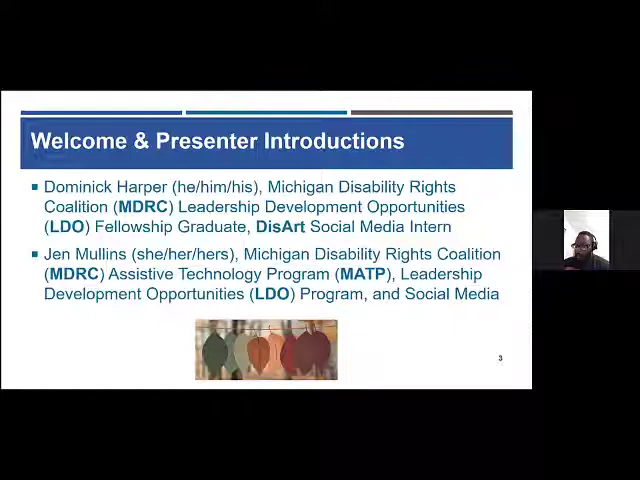 Welcome & Presenter Introductions
Dominick Harper (he/him/his), Michigan Disability Rights
Coalition (MDRC) Leadership Development Opportunities
(LDO) Fellowship Graduate, DisArt Social Media Intern
Jen Mullins (she/her/hers), Michigan Disability Rights Coalition
(MDRC) Assistive Technology Program (MATP), Leadership
Development Opportunities (LDO) Program, and Social Media
3